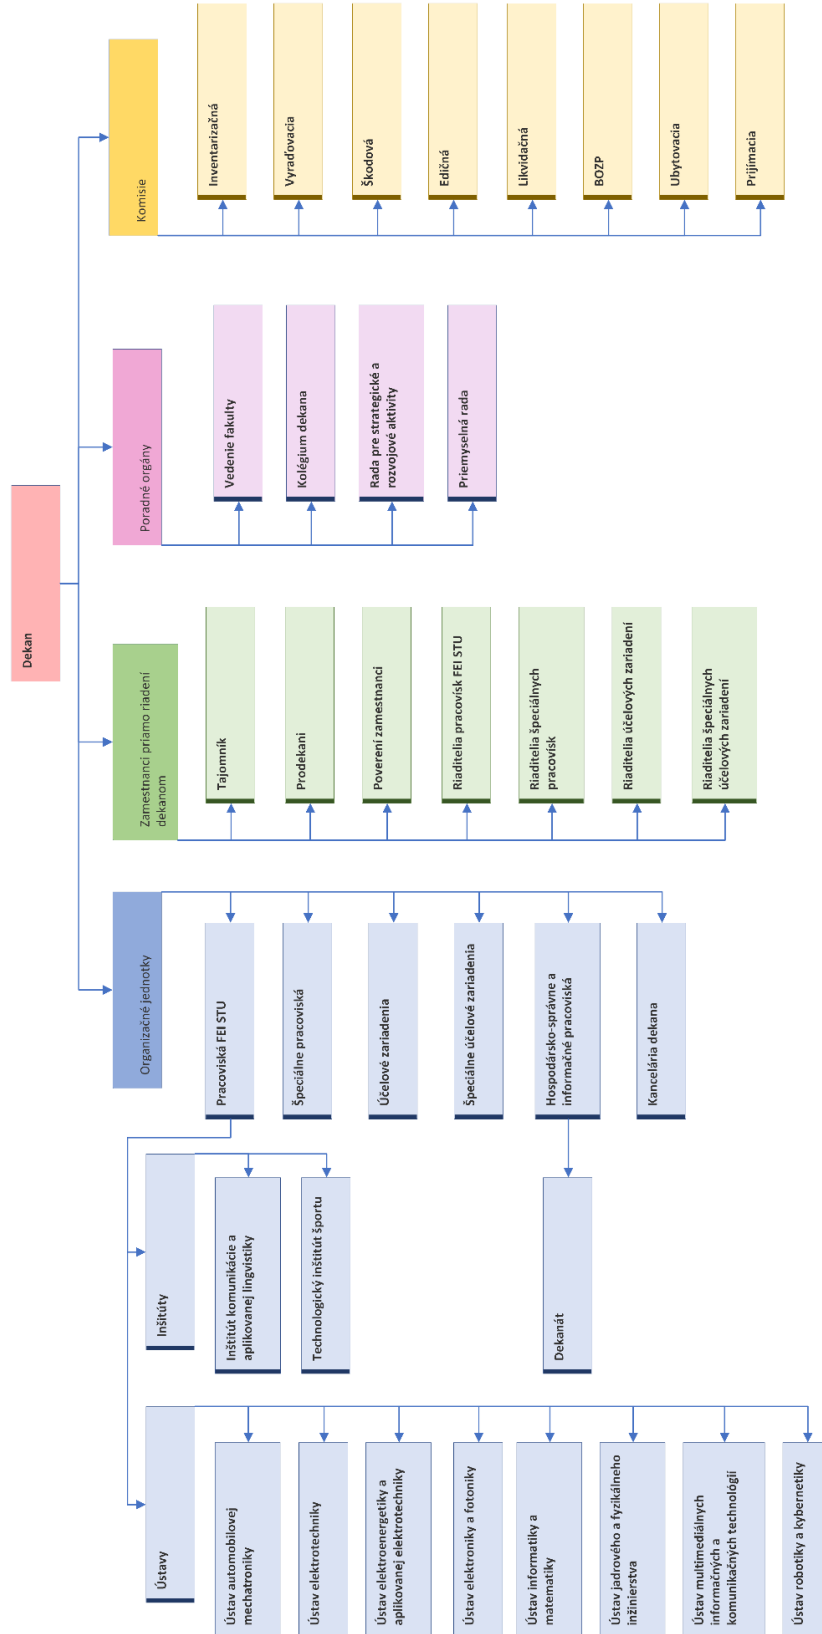 Dekan
Organizačné jednotky
Zamestnanci priamo riadení
dekanom
Poradné orgány
Komisie
Pracoviská FEI STU
Špeciálne pracoviská
Účelové zariadenia
Špeciálne účelové zariadenia
Hospodársko-správne a
informačné pracoviská
Kancelária dekana
Tajomník
Prodekani
Poverení zamestnanci
Riaditelia pracovísk FEI STU
Riaditelia špeciálnych
pracovísk
Riaditelia účelových zariadení
Riaditelia špeciálnych
účelových zariadení
Vedenie fakulty
Kolégium dekana
Rada pre strategické a
rozvojové aktivity
Priemyselná rada
Inventarizačná
Vyraďovacia
Škodová
Edičná
Likvidačná
BOZP
Ubytovacia
Prijímacia
Ústavy
Inšitúty
Ústav automobilovej
mechatroniky
Ústav elektrotechniky
Ústav elektroenergetiky a
aplikovanej elektrotechniky
Ústav elektroniky a fotoniky
Ústav informatiky a
matematiky
Ústav jadrového a fyzikálneho
inžinierstva
Ústav multimediálnych
informačných a
komunikačných technológií
Ústav robotiky a kybernetiky
Inštitút komunikácie a
aplikovanej lingvistiky
Technologický inštitút športu
Dekanát